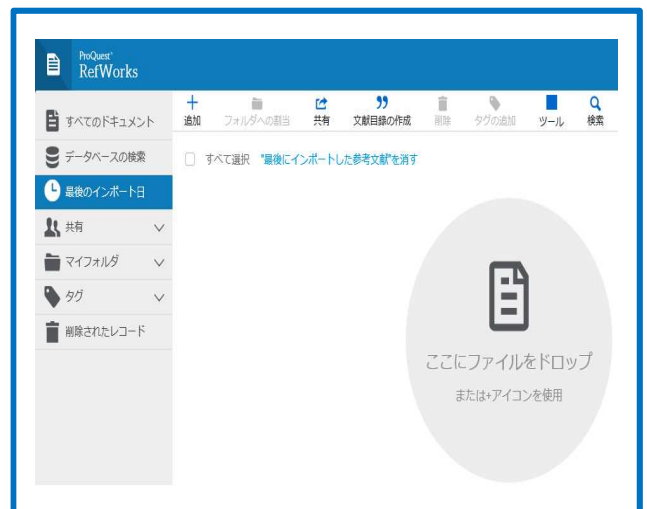 ProQuest®
RefWorks
すべてのドキュメント
データベースの検索
最後のインポート日
共有
マイフォルダ
タグ
削除されたレコード
追加 フォルダへの割当 共有 文献目録の作成 削除 タグの追加 ツール 検索
すべて選択 "最後にインポートした参考文献"を消す
ここにファイルをドロップ
または+アイコンを使用